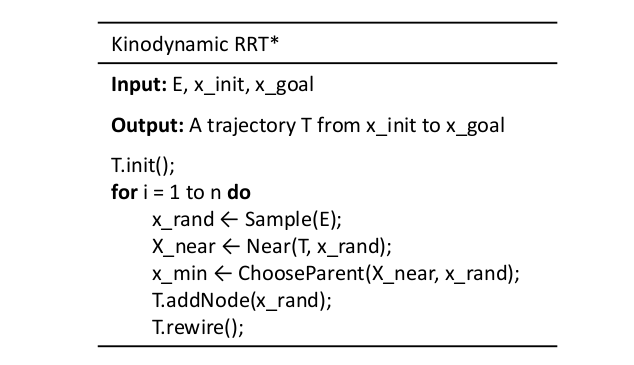 Kinodynamic RRT*
Input: E, x_init, x_goal
Output: A trajectory T from x_init to x_goal
T.init();
for i = 1 to n do
x_rand ← Sample(E);
X_near ← Near(T, x_rand);
x_min ← ChooseParent(X_near, x_rand);
T.addNode(x_rand);
T.rewire();